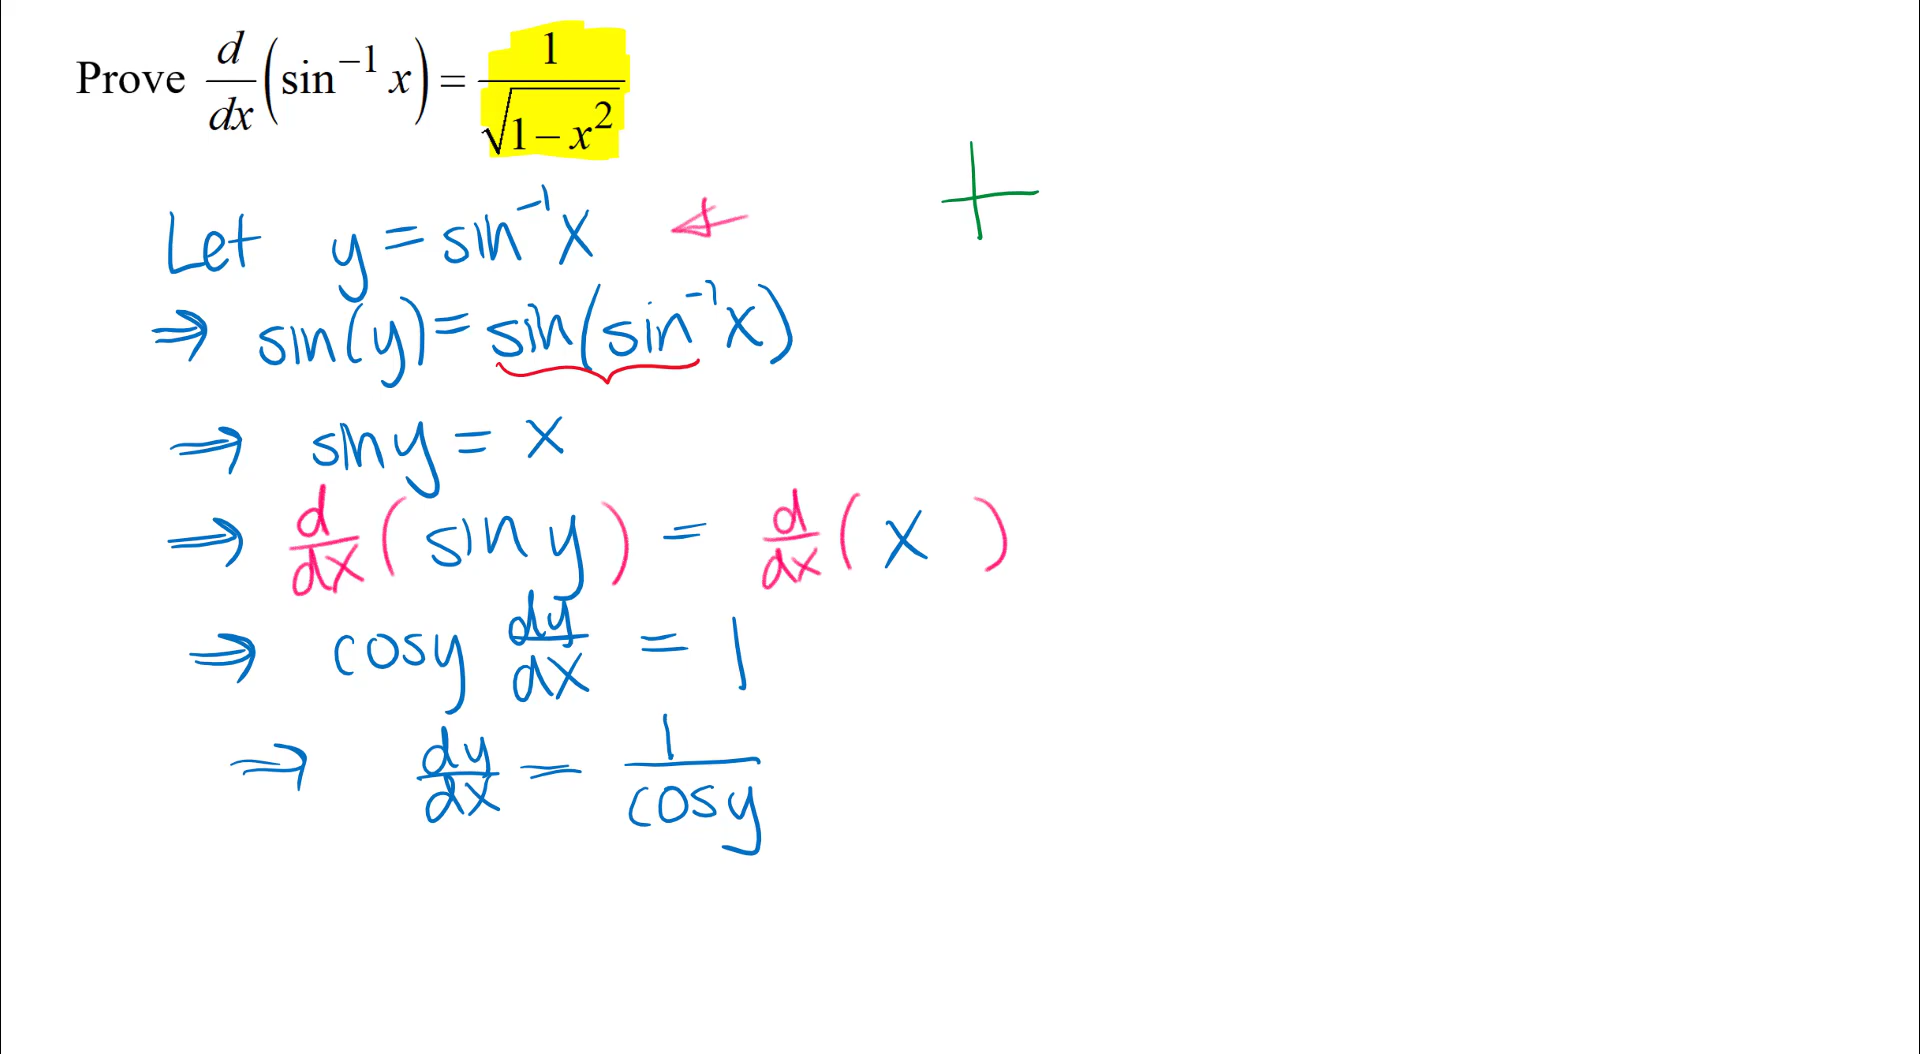 Prove d/dx (sin⁻¹ x) = 1/√(1 − x²)
Let y = sin⁻¹x
⇒ sin(y) = sin(sin⁻¹x)
⇒ sin y = x
⇒ d/dx ( sin y ) = d/dx ( x )
⇒ cos y dy/dx = 1
⇒ dy/dx = 1/cos y